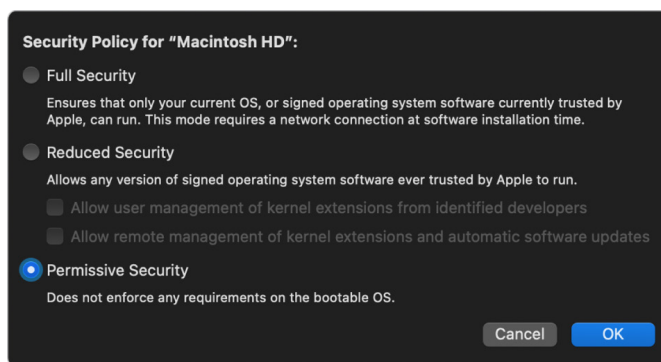 Security Policy for “Macintosh HD”:
Full Security
Ensures that only your current OS, or signed operating system software currently trusted by
Apple, can run. This mode requires a network connection at software installation time.
Reduced Security
Allows any version of signed operating system software ever trusted by Apple to run.
Allow user management of kernel extensions from identified developers
Allow remote management of kernel extensions and automatic software updates
Permissive Security
Does not enforce any requirements on the bootable OS.
Cancel OK